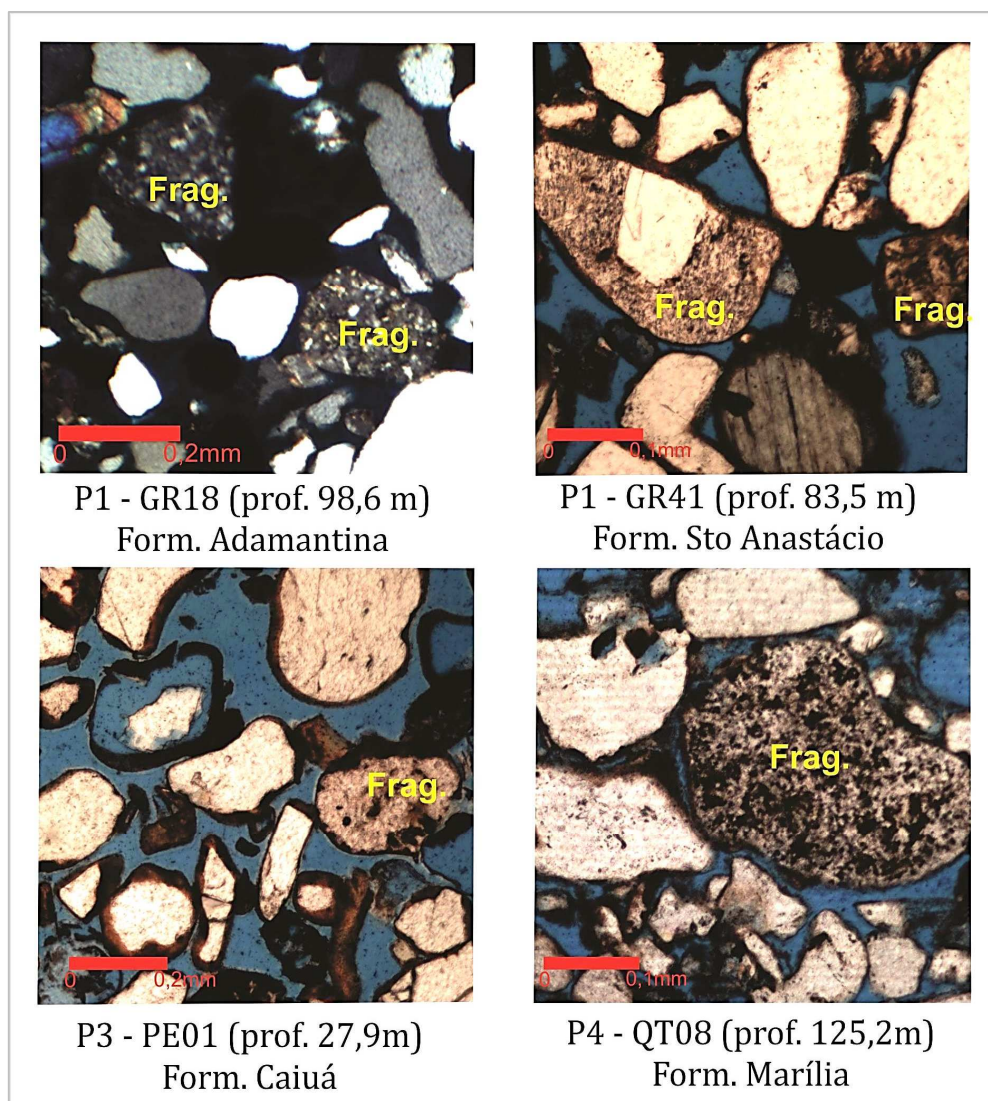 Frag.
Frag.
0 0,2mm
P1 - GR18 (prof. 98,6 m)
Form. Adamantina
Frag.
Frag.
0 0,1mm
P1 - GR41 (prof. 83,5 m)
Form. Sto Anastácio
Frag.
0 0,2mm
P3 - PE01 (prof. 27,9m)
Form. Caiuá
Frag.
0 0,1mm
P4 - QT08 (prof. 125,2m)
Form. Marília